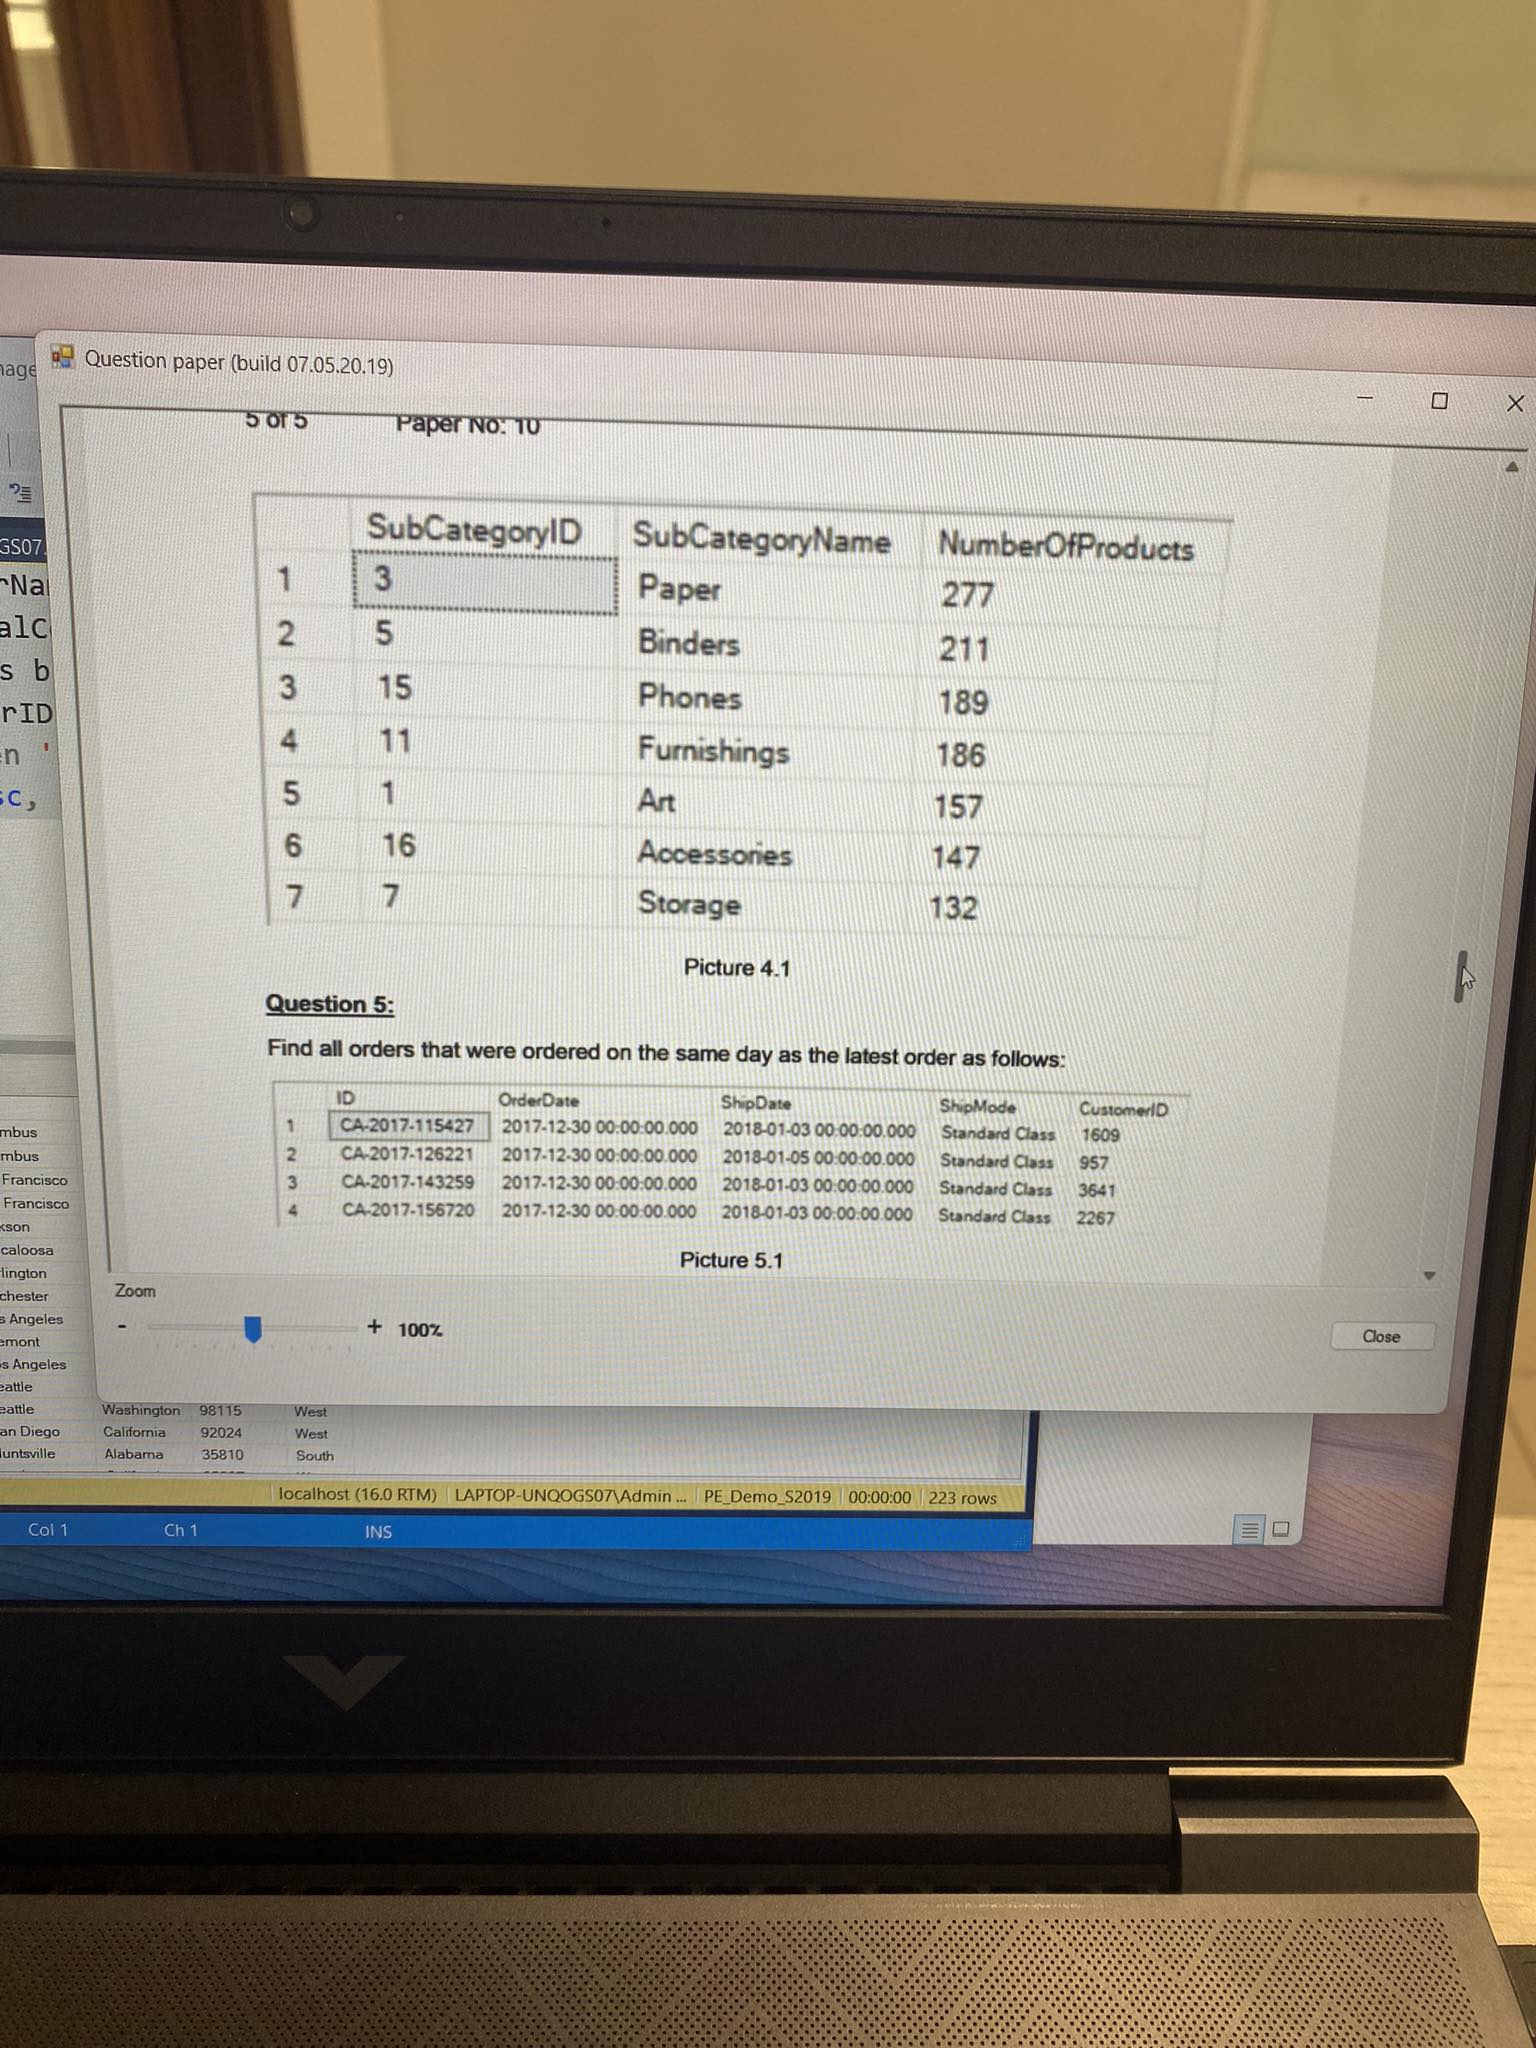 Question paper (build 07.05.20.19)
5 of 5 Paper No: 10
SubCategoryID SubCategoryName NumberOfProducts
1 3 Paper 277
2 5 Binders 211
3 15 Phones 189
4 11 Furnishings 186
5 1 Art 157
6 16 Accessories 147
7 7 Storage 132
Picture 4.1
Question 5:
Find all orders that were ordered on the same day as the latest order as follows:
ID OrderDate ShipDate ShipMode CustomerID
1 CA-2017-115427 2017-12-30 00:00:00.000 2018-01-03 00:00:00.000 Standard Class 1609
2 CA-2017-126221 2017-12-30 00:00:00.000 2018-01-05 00:00:00.000 Standard Class 957
3 CA-2017-143259 2017-12-30 00:00:00.000 2018-01-03 00:00:00.000 Standard Class 3641
4 CA-2017-156720 2017-12-30 00:00:00.000 2018-01-03 00:00:00.000 Standard Class 2267
Picture 5.1
Zoom
- + 100%
Close
nage
GS07.
rNa
alC
s b
rID
en '
sc,
mbus
mbus
Francisco
Francisco
kson
caloosa
lington
chester
s Angeles
emont
os Angeles
eattle
eattle Washington 98115 West
an Diego California 92024 West
Huntsville Alabama 35810 South
localhost (16.0 RTM) LAPTOP-UNQOGS07\Admin ... PE_Demo_S2019 00:00:00 223 rows
Col 1 Ch 1 INS